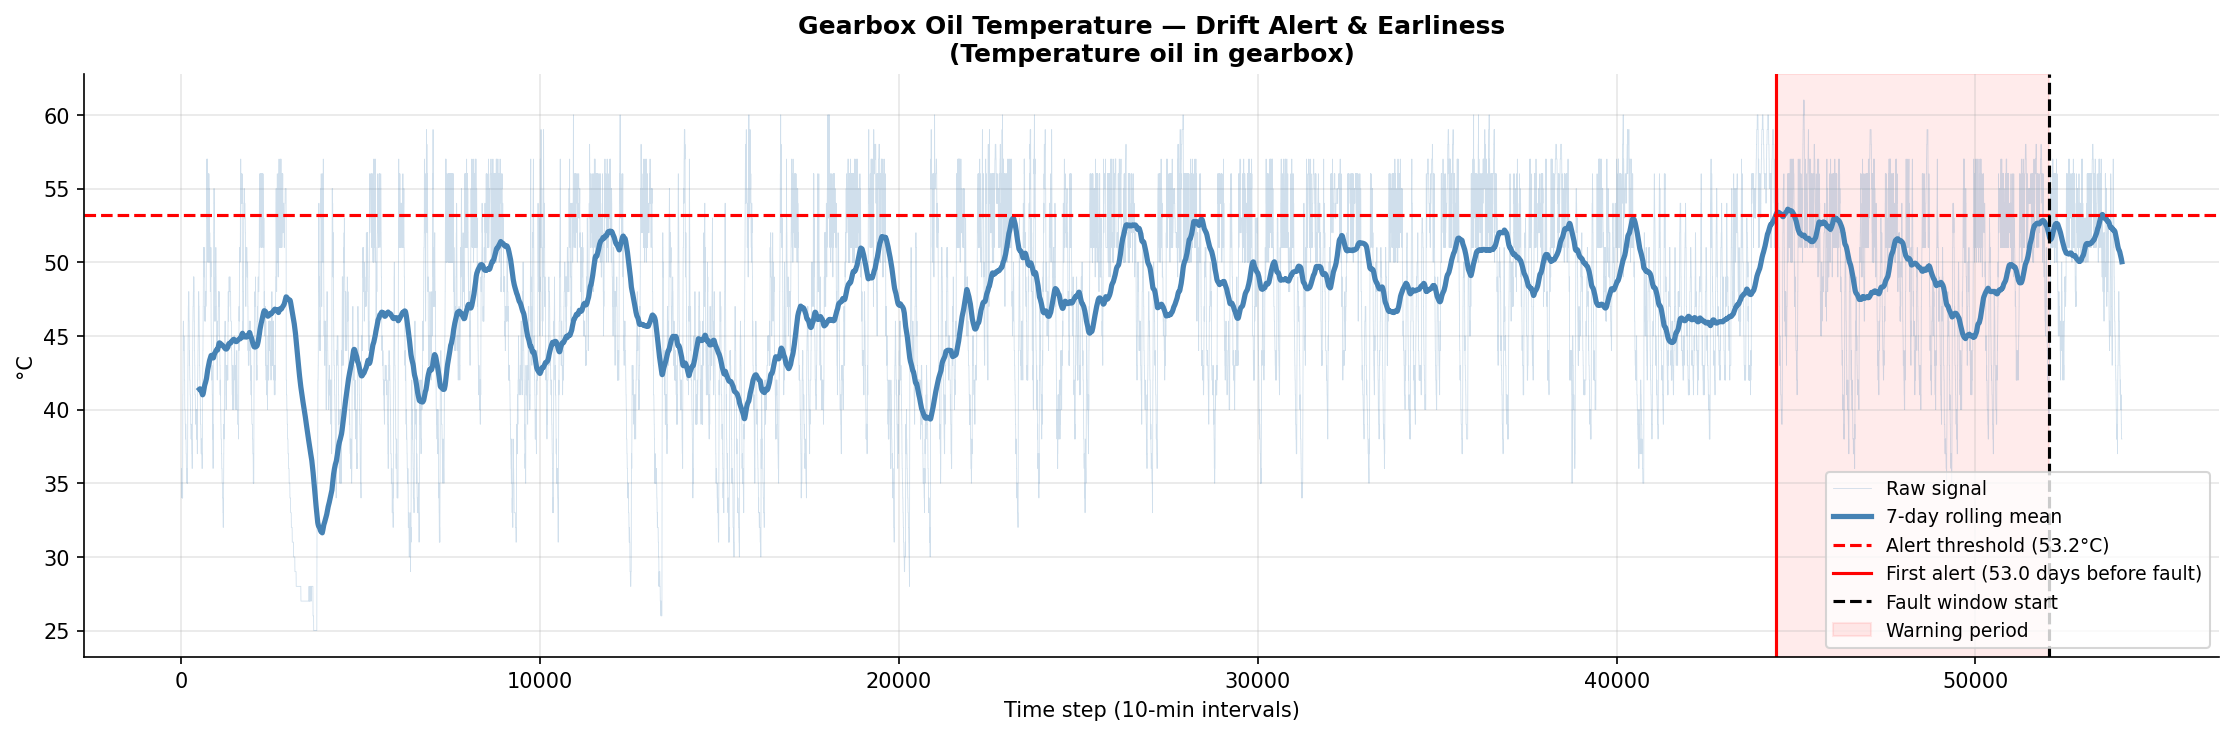 Gearbox Oil Temperature — Drift Alert & Earliness
(Temperature oil in gearbox)
°C
60
55
50
45
40
35
30
25
0
10000
20000
30000
40000
50000
Time step (10-min intervals)
Raw signal
7-day rolling mean
Alert threshold (53.2°C)
First alert (53.0 days before fault)
Fault window start
Warning period